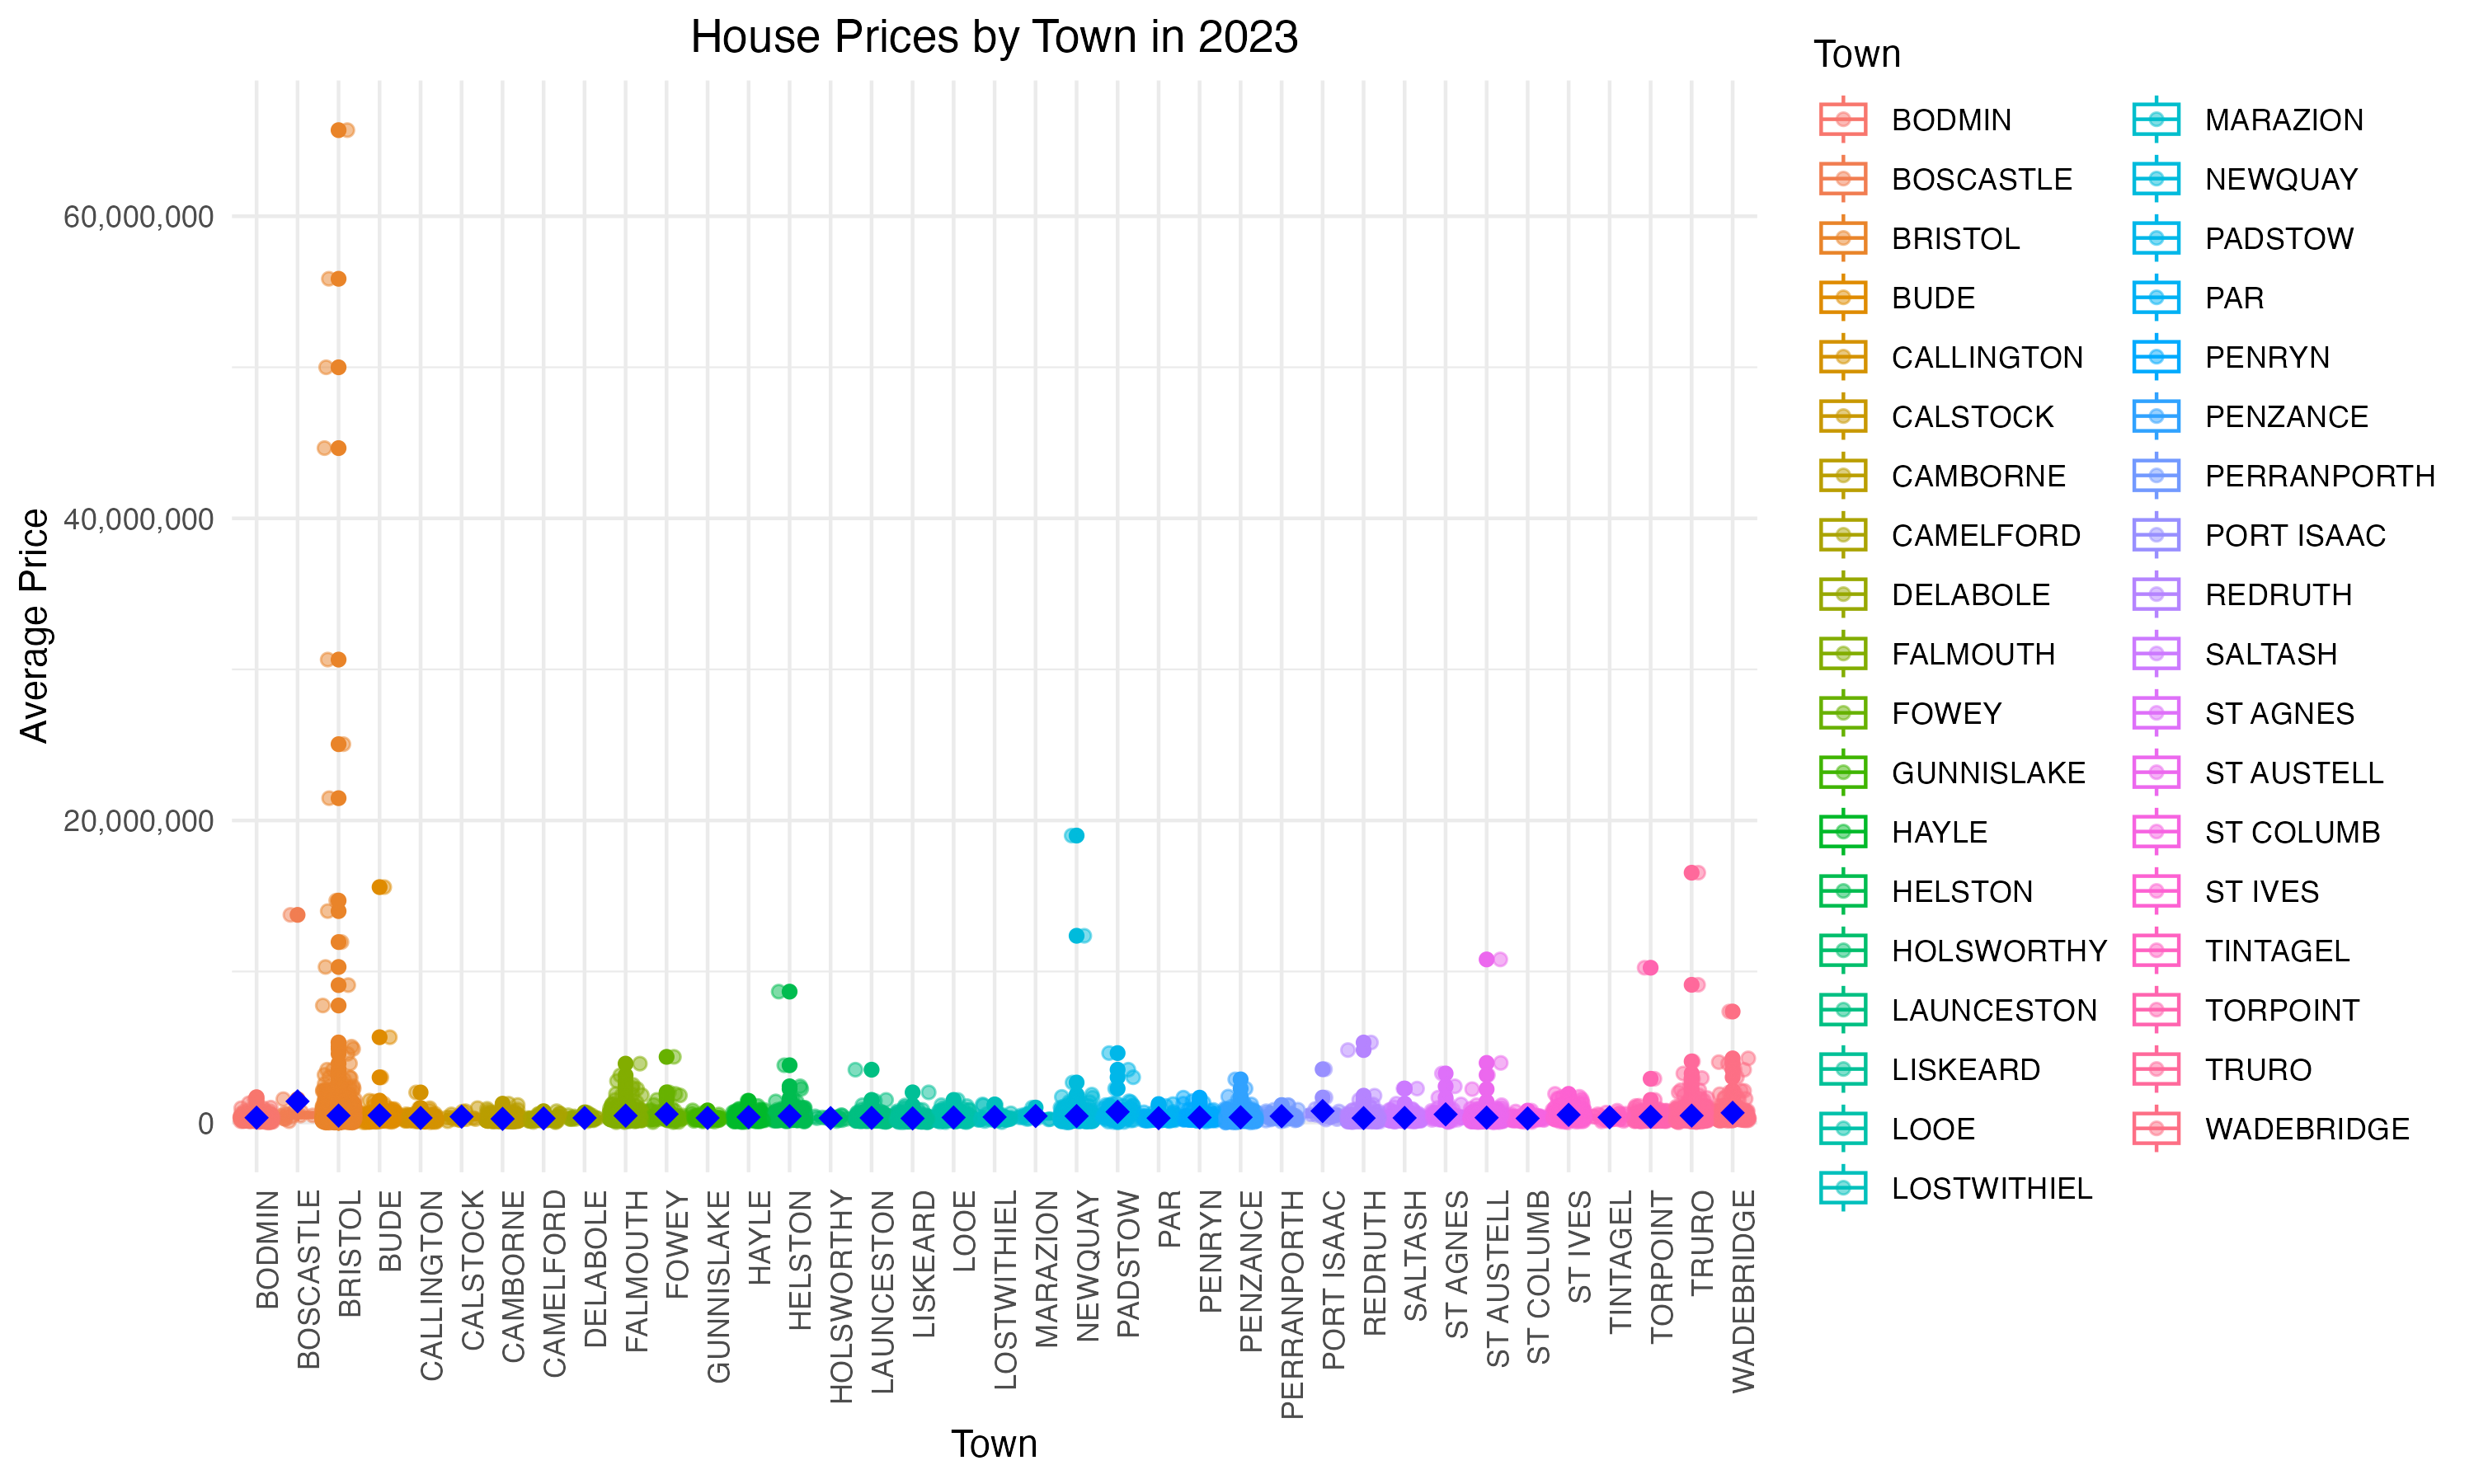 House Prices by Town in 2023
Average Price
60,000,000
40,000,000
20,000,000
0
BODMIN
BOSCASTLE
BRISTOL
BUDE
CALLINGTON
CALSTOCK
CAMBORNE
CAMELFORD
DELABOLE
FALMOUTH
FOWEY
GUNNISLAKE
HAYLE
HELSTON
HOLSWORTHY
LAUNCESTON
LISKEARD
LOOE
LOSTWITHIEL
MARAZION
NEWQUAY
PADSTOW
PAR
PENRYN
PENZANCE
PERRANPORTH
PORT ISAAC
REDRUTH
SALTASH
ST AGNES
ST AUSTELL
ST COLUMB
ST IVES
TINTAGEL
TORPOINT
TRURO
WADEBRIDGE
Town
Town
BODMIN
BOSCASTLE
BRISTOL
BUDE
CALLINGTON
CALSTOCK
CAMBORNE
CAMELFORD
DELABOLE
FALMOUTH
FOWEY
GUNNISLAKE
HAYLE
HELSTON
HOLSWORTHY
LAUNCESTON
LISKEARD
LOOE
LOSTWITHIEL
MARAZION
NEWQUAY
PADSTOW
PAR
PENRYN
PENZANCE
PERRANPORTH
PORT ISAAC
REDRUTH
SALTASH
ST AGNES
ST AUSTELL
ST COLUMB
ST IVES
TINTAGEL
TORPOINT
TRURO
WADEBRIDGE